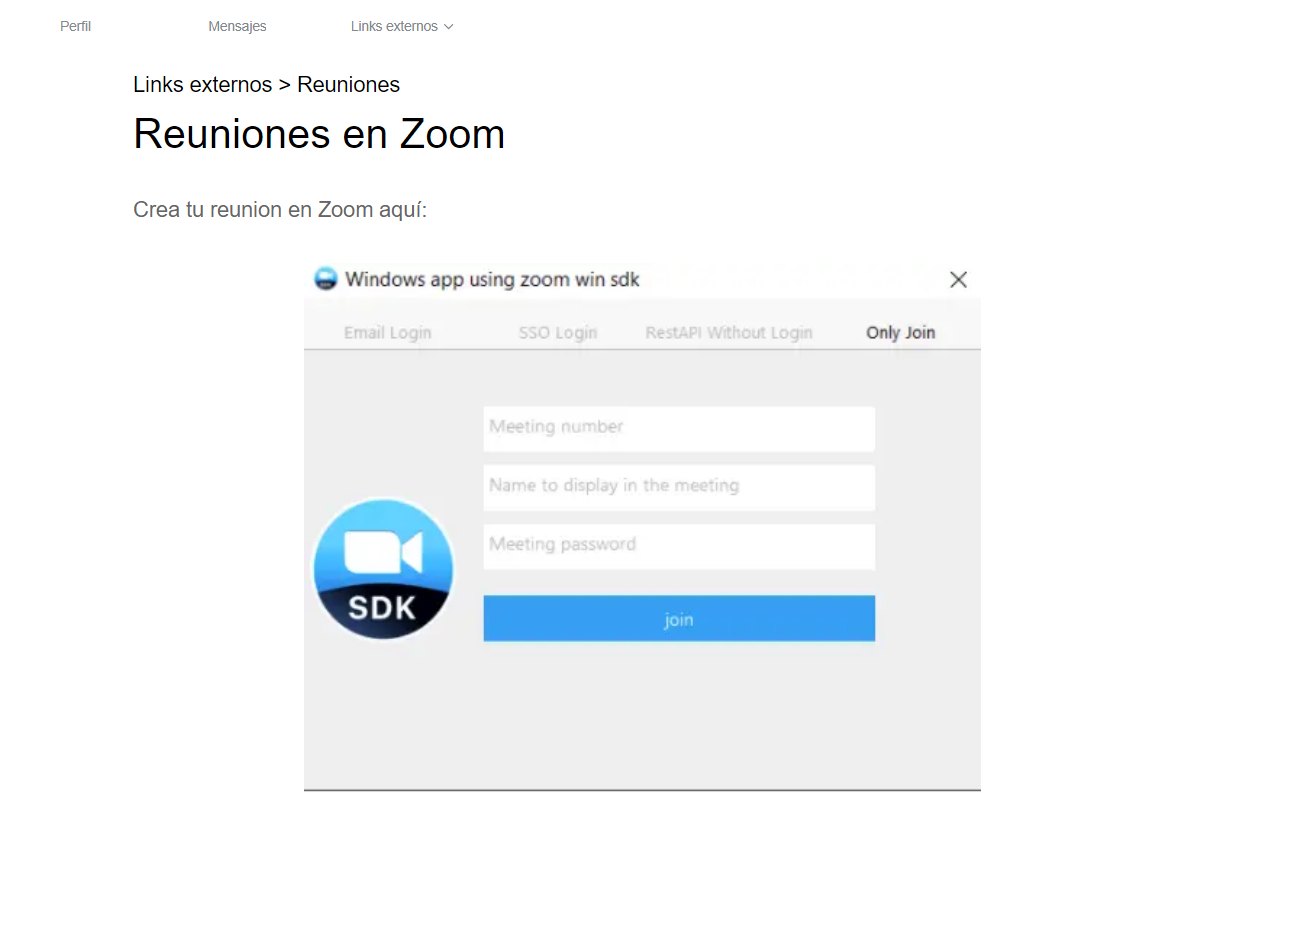 Perfil Mensajes Links externos
Links externos > Reuniones
Reuniones en Zoom
Crea tu reunion en Zoom aquí:
Windows app using zoom win sdk
Email Login SSO Login RestAPI Without Login Only Join
Meeting number
Name to display in the meeting
Meeting password
SDK
join